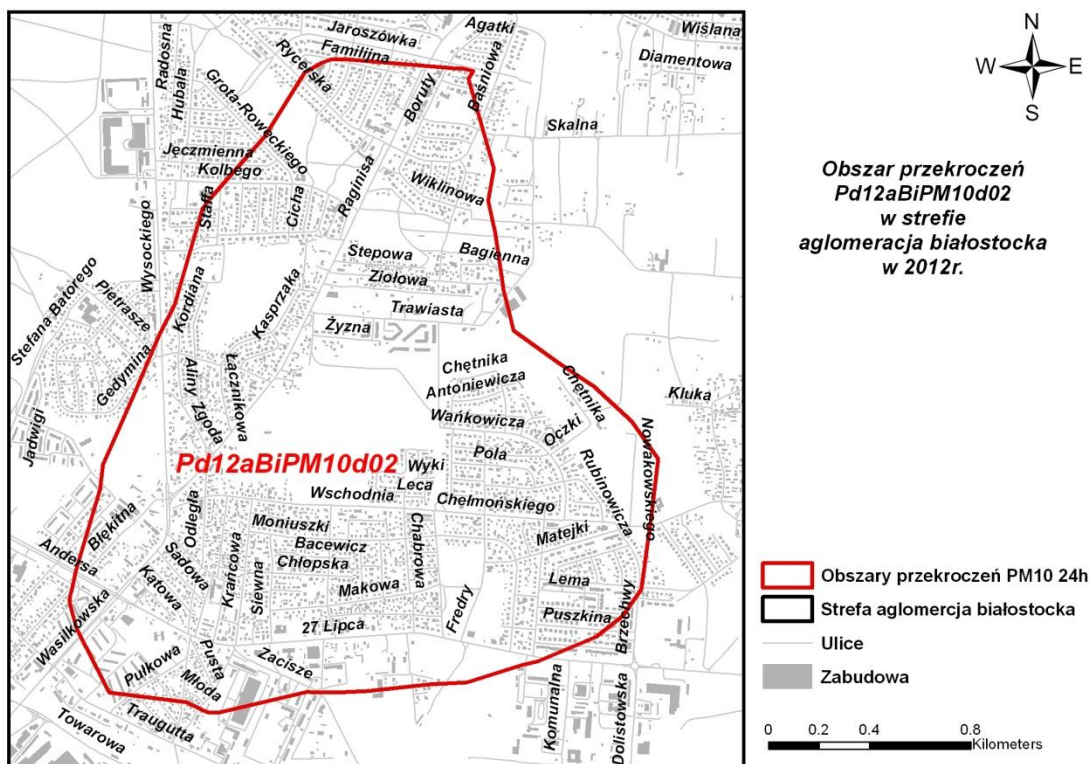 Jaroszówka
Agatki
Wiślana
Familijna
Diamentowa
Radosna
Hubala
Rycerska
Boruty
Baśniowa
Grota-Roweckiego
Skalna
Jęczmienna
Kolbego
Staffa
Cicha
Raginisa
Wiklinowa
Wysockiego
Stepowa
Bagienna
Ziołowa
Stefana Batorego
Pietrasze
Kordiana
Kasprzaka
Trawiasta
Żyzna
Gedymina
Aliny
Łącznikowa
Chętnika
Antoniewicza
Chętnika
Kluka
Jadwigi
Zgoda
Wańkowicza
Oczki
Nowakowskiego
Pd12aBiPM10d02
Wyki
Pola
Leca
Rubinowicza
Wschodnia
Chełmońskiego
Błękitna
Odległa
Moniuszki
Matejki
Andersa
Bacewicz
Chabrowa
Sadowa
Chłopska
Krańcowa
Siewna
Makowa
Lema
Kątowa
Wasilkowska
Puszkina
Brzechwy
27 Lipca
Fredry
Pusta
Pułkowa
Zacisze
Młoda
Traugutta
Komunalna
Dolistowska
Towarowa
N
W E
S
Obszar przekroczeń
Pd12aBiPM10d02
w strefie
aglomeracja białostocka
w 2012r.
Obszary przekroczeń PM10 24h
Strefa aglomercja białostocka
Ulice
Zabudowa
0 0.2 0.4 0.8
Kilometers